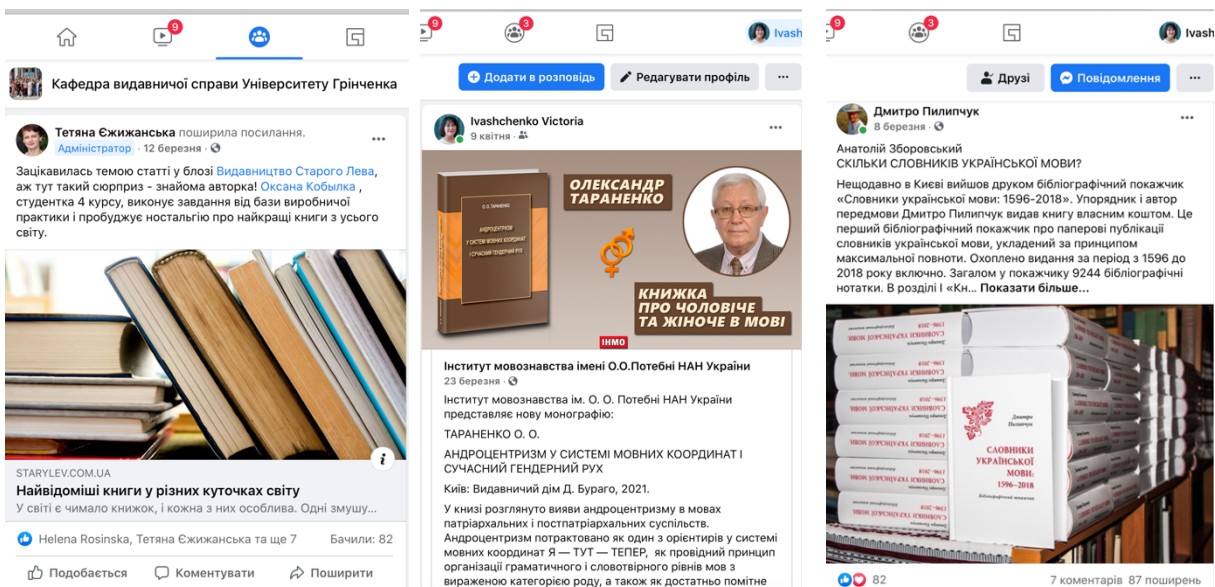 9
Кафедра видавничої справи Університету Грінченка
Тетяна Єжижанська поширила посилання.
Адміністратор · 12 березня ·
Зацікавилась темою статті у блозі Видавництво Старого Лева,
аж тут такий сюрприз - знайома авторка! Оксана Кобилка ,
студентка 4 курсу, виконує завдання від бази виробничої
практики і пробуджує ностальгію про найкращі книги з усього
світу.
STARYLEV.COM.UA
Найвідоміші книги у різних куточках світу
У світі є чимало книжок, і кожна з них особлива. Одні змушу...
Helena Rosinska, Тетяна Єжижанська та ще 7
Бачили: 82
Подобається
Коментувати
Поширити
9
3
Ivash
Додати в розповідь
Редагувати профіль
Ivashchenko Victoria
9 квітня ·
О. О. ТАРАНЕНКО
АНДРОЦЕНТРИЗМ
У СИСТЕМІ МОВНИХ КООРДИНАТ
І СУЧАСНИЙ ГЕНДЕРНИЙ РУХ
ОЛЕКСАНДР
ТАРАНЕНКО
КНИЖКА
ПРО ЧОЛОВІЧЕ
ТА ЖІНОЧЕ В МОВІ
ІНМО
Інститут мовознавства імені О.О.Потебні НАН України
23 березня ·
Інститут мовознавства ім. О. О. Потебні НАН України
представляє нову монографію:
ТАРАНЕНКО О. О.
АНДРОЦЕНТРИЗМ У СИСТЕМІ МОВНИХ КООРДИНАТ І
СУЧАСНИЙ ГЕНДЕРНИЙ РУХ
Київ: Видавничий дім Д. Бураго, 2021.
У книзі розглянуто вияви андроцентризму в мовах
патріархальних і постпатріархальних суспільств.
Андроцентризм потрактовано як один з орієнтирів у системі
мовних координат Я — ТУТ — ТЕПЕР, як провідний принцип
організації граматичного і словотвірного рівнів мов з
вираженою категорією роду, а також як достатньо помітне
9
3
Ivash
Друзі
Повідомлення
Дмитро Пилипчук
8 березня ·
Анатолій Зборовський
СКІЛЬКИ СЛОВНИКІВ УКРАЇНСЬКОЇ МОВИ?
Нещодавно в Києві вийшов друком бібліографічний покажчик
«Словники української мови: 1596-2018». Упорядник і автор
передмови Дмитро Пилипчук видав книгу власним коштом. Це
перший бібліографічний покажчик про паперові публікації
словників української мови, укладений за принципом
максимальної повноти. Охоплено видання за період з 1596 до
2018 року включно. Загалом у покажчику 9244 бібліографічні
нотатки. В розділі І «Кн... Показати більше...
Дмитро
Пилипчук
СЛОВНИКИ
УКРАЇНСЬКОЇ
МОВИ:
1596–2018
Бібліографічний покажчик
82
7 коментарів 87 поширень